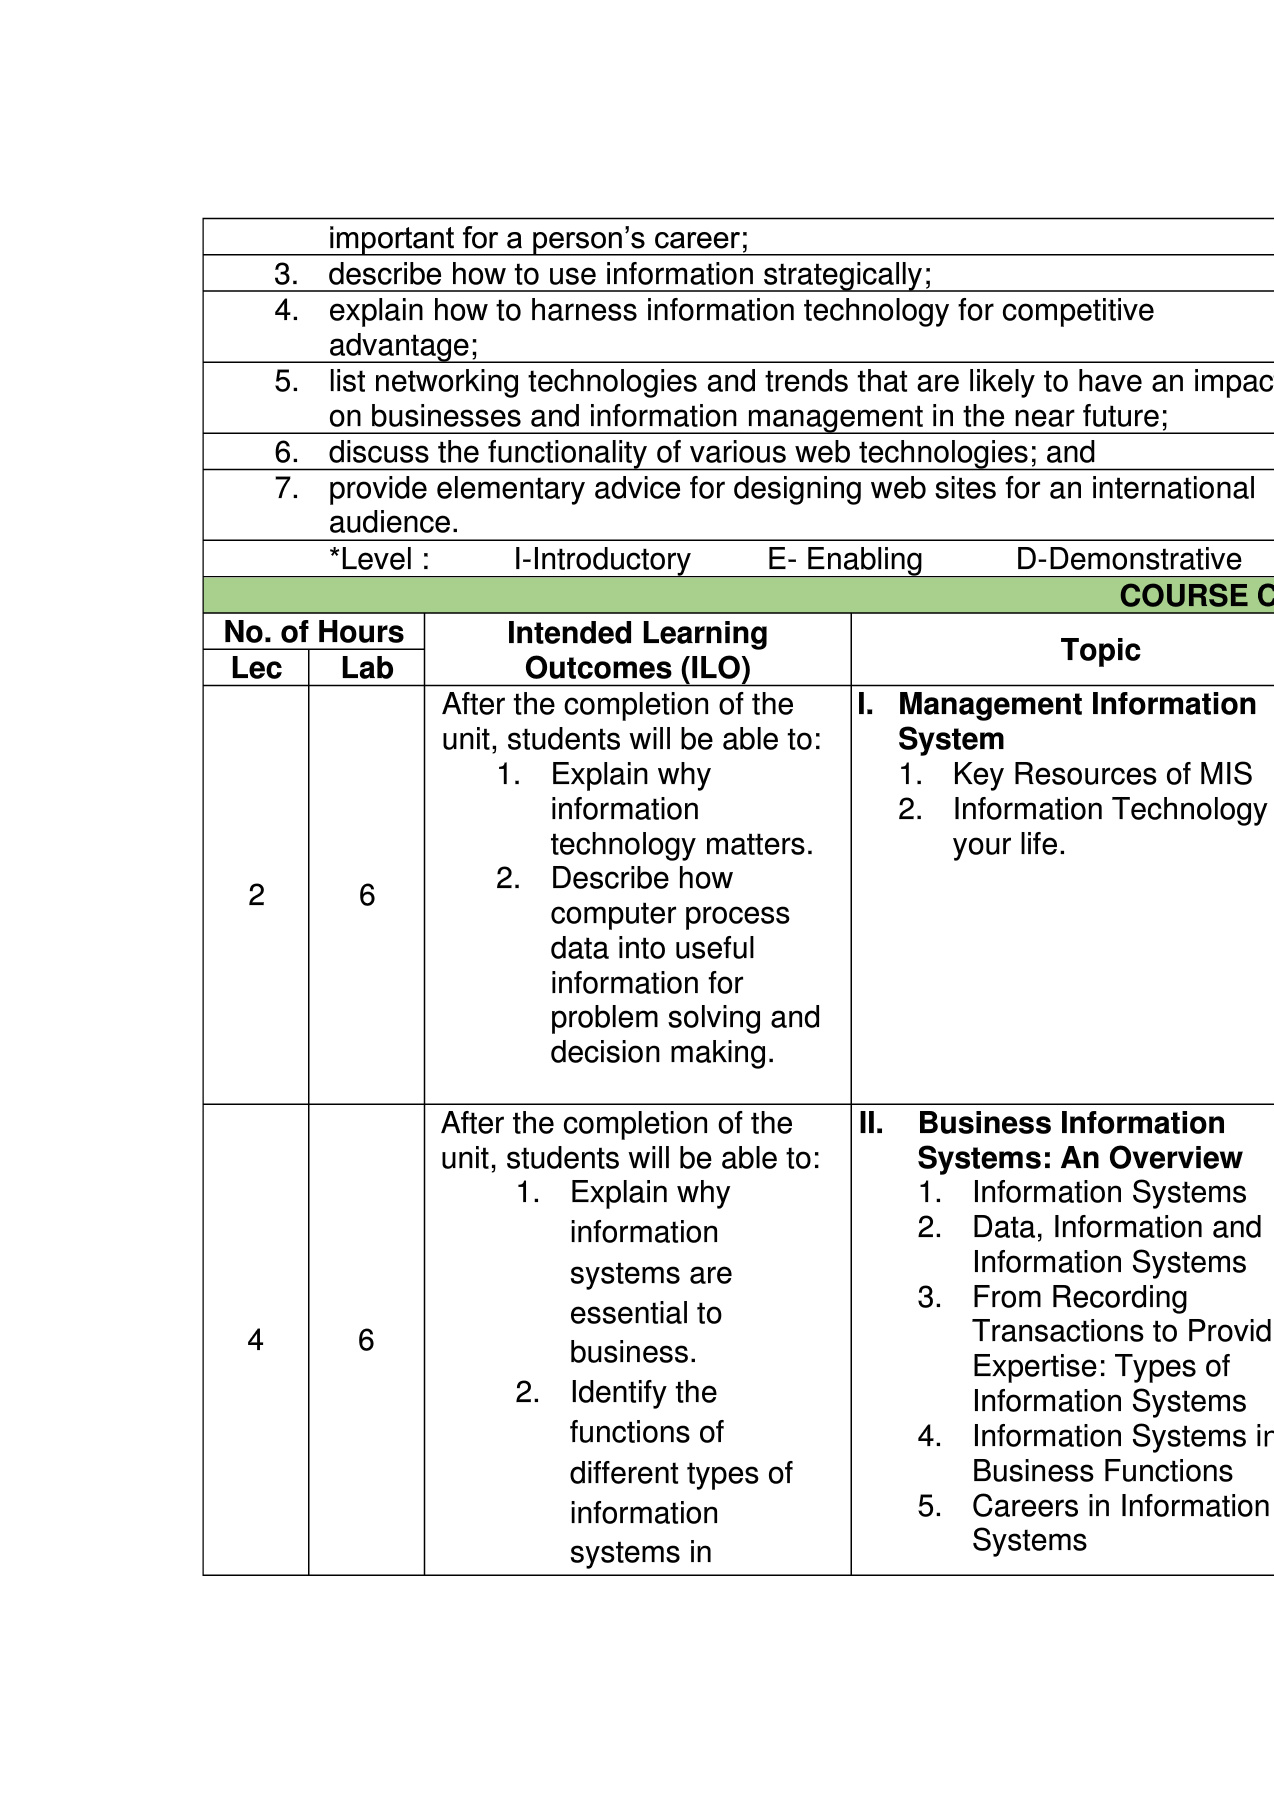 important for a person’s career;
3. describe how to use information strategically;
4. explain how to harness information technology for competitive
advantage;
5. list networking technologies and trends that are likely to have an impac
on businesses and information management in the near future;
6. discuss the functionality of various web technologies; and
7. provide elementary advice for designing web sites for an international
audience.
*Level : I-Introductory E- Enabling D-Demonstrative
COURSE C
No. of Hours
Lec Lab
Intended Learning
Outcomes (ILO)
Topic
2 6
After the completion of the
unit, students will be able to:
1. Explain why
information
technology matters.
2. Describe how
computer process
data into useful
information for
problem solving and
decision making.
I. Management Information
System
1. Key Resources of MIS
2. Information Technology
your life.
4 6
After the completion of the
unit, students will be able to:
1. Explain why
information
systems are
essential to
business.
2. Identify the
functions of
different types of
information
systems in
II. Business Information
Systems: An Overview
1. Information Systems
2. Data, Information and
Information Systems
3. From Recording
Transactions to Provid
Expertise: Types of
Information Systems
4. Information Systems in
Business Functions
5. Careers in Information
Systems